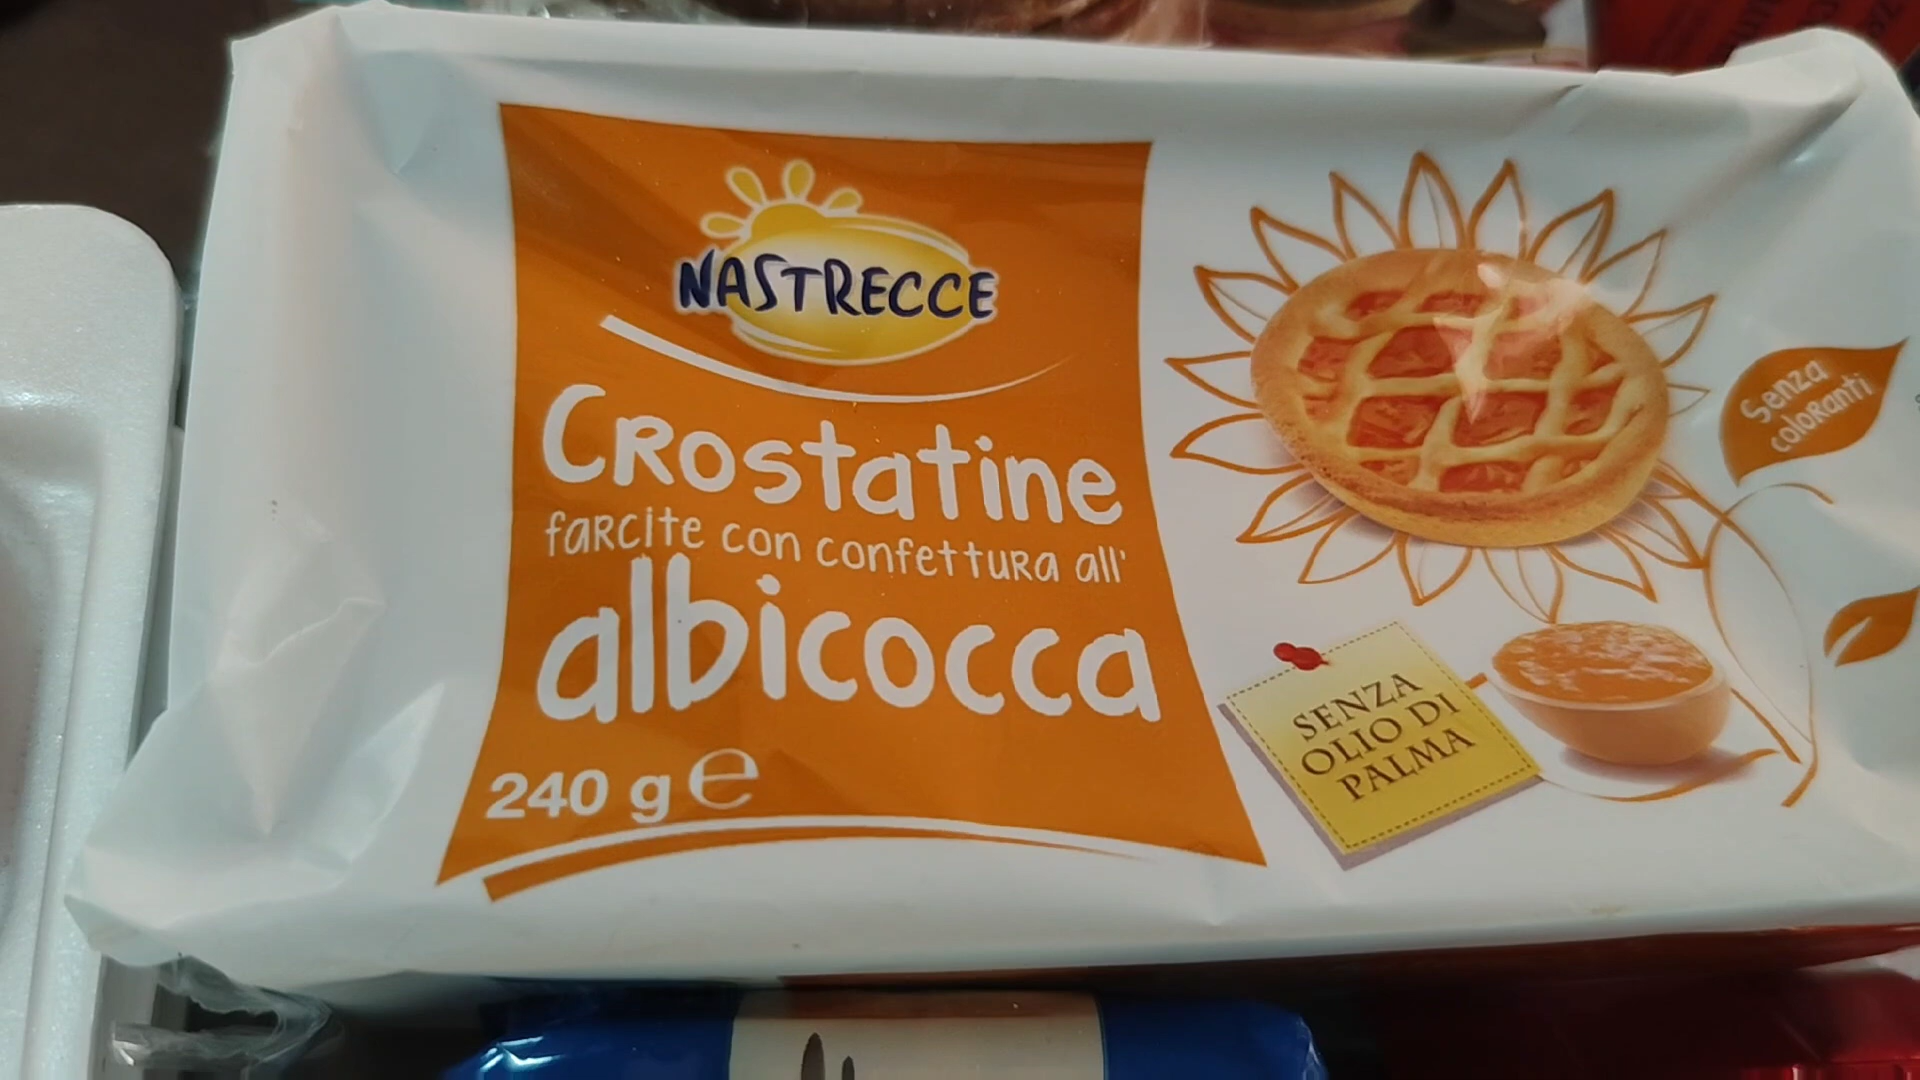 NASTRECCE
Crostatine
farcite con confettura all'
albicocca
240 g e
Senza
coloranti
SENZA
OLIO DI
PALMA